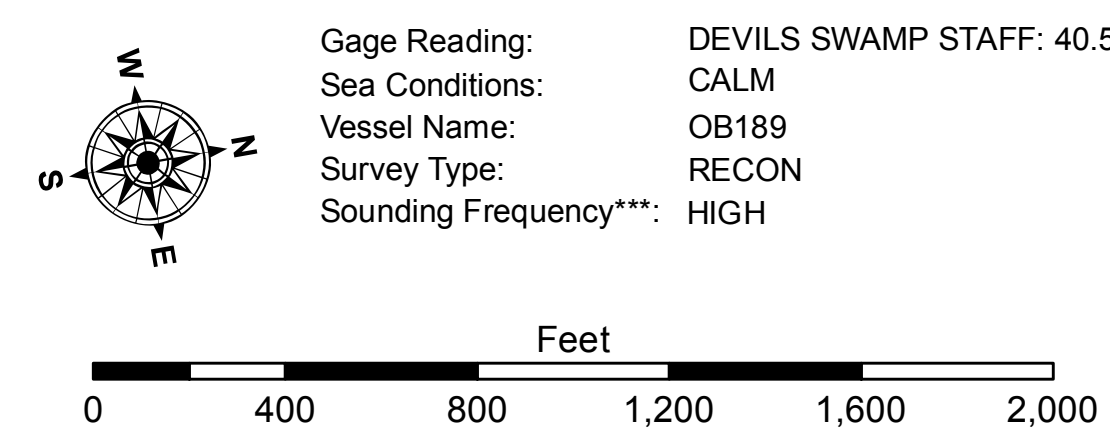 W
N
S
E
Gage Reading: DEVILS SWAMP STAFF: 40.5
Sea Conditions: CALM
Vessel Name: OB189
Survey Type: RECON
Sounding Frequency***: HIGH
Feet
0 400 800 1,200 1,600 2,000